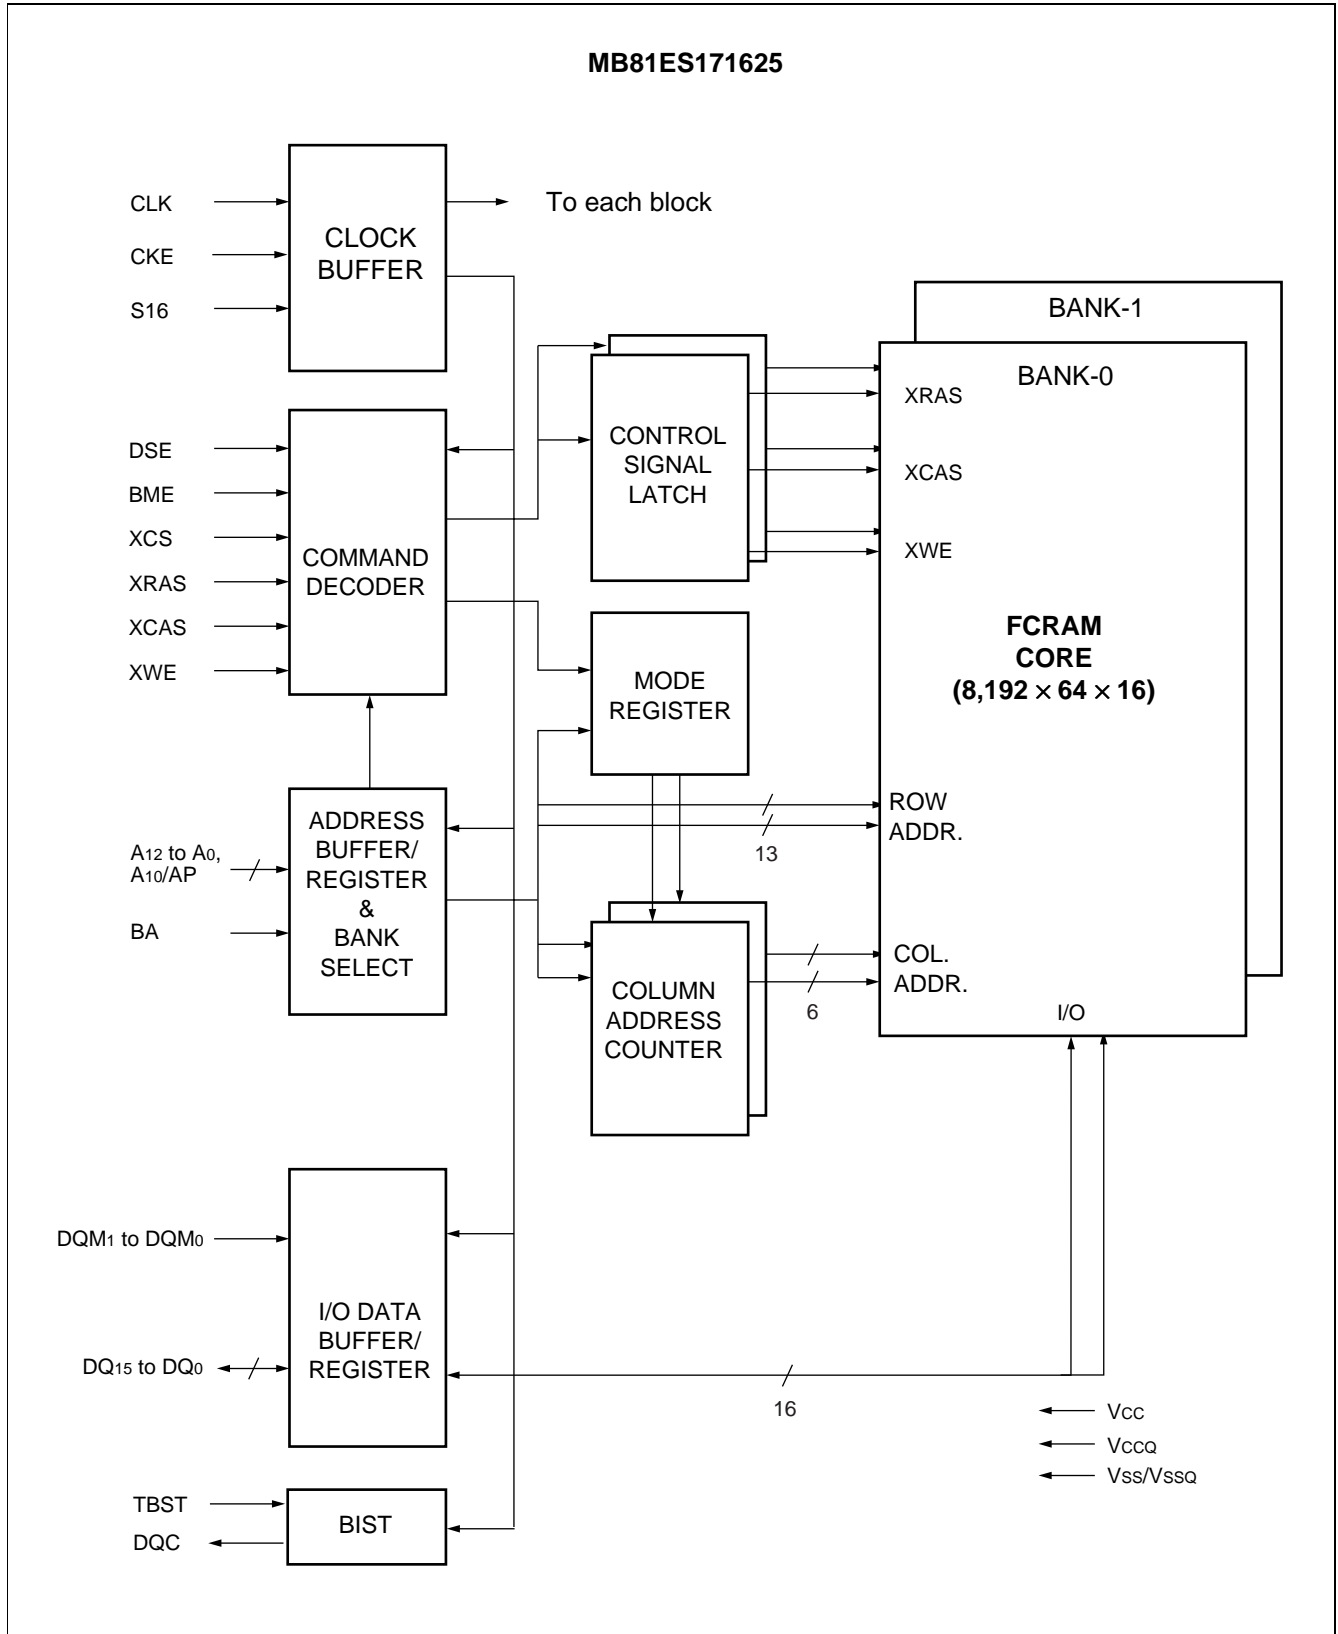 MB81ES171625
CLK
CKE
S16
CLOCK
BUFFER
To each block
DSE
BME
XCS
XRAS
XCAS
XWE
COMMAND
DECODER
CONTROL
SIGNAL
LATCH
BANK-1
BANK-0
XRAS
XCAS
XWE
FCRAM
CORE
(8,192 × 64 × 16)
MODE
REGISTER
A12 to A0,
A10/AP
BA
ADDRESS
BUFFER/
REGISTER
&
BANK
SELECT
13
ROW
ADDR.
COLUMN
ADDRESS
COUNTER
6
COL.
ADDR.
I/O
DQM1 to DQM0
DQ15 to DQ0
I/O DATA
BUFFER/
REGISTER
16
VCC
VCCQ
VSS/VSSQ
TBST
DQC
BIST